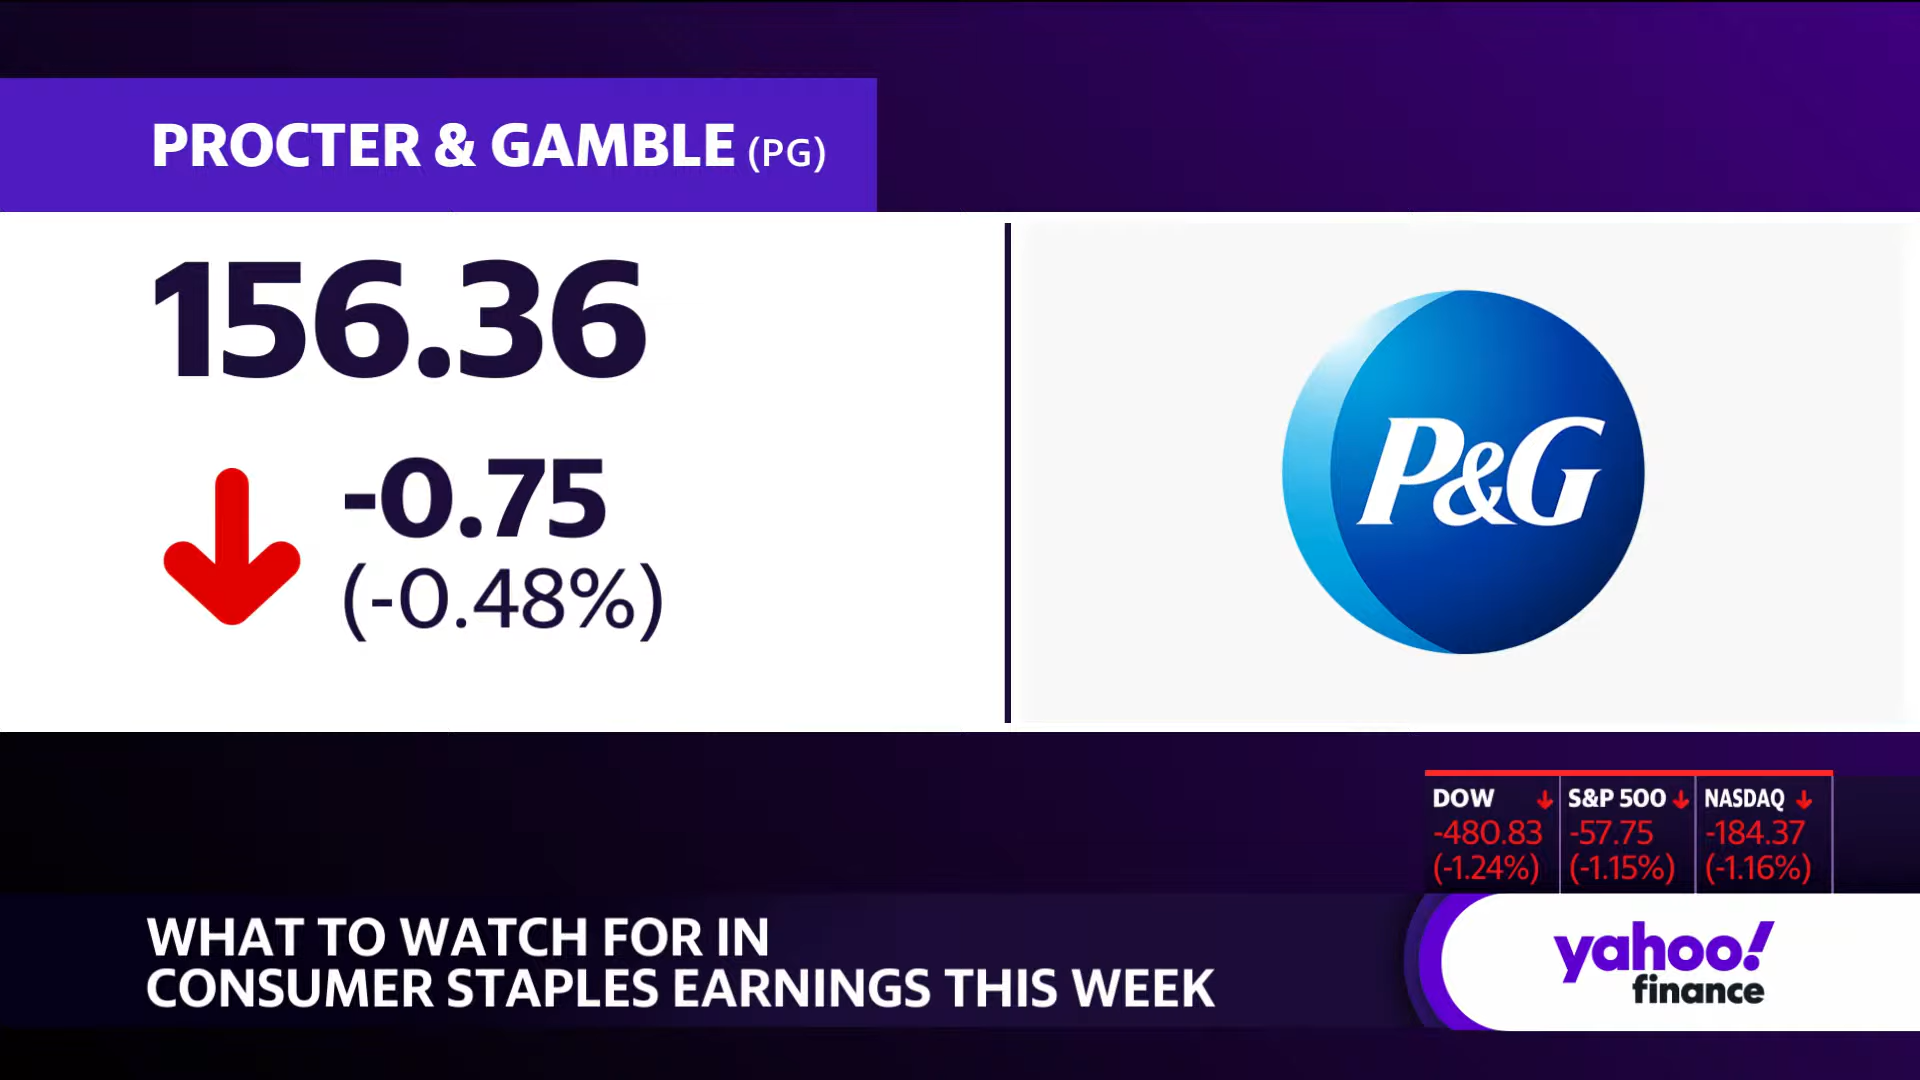 PROCTER & GAMBLE (PG)
156.36
-0.75
(-0.48%)
P&G
DOW
-480.83
(-1.24%)
S&P 500
-57.75
(-1.15%)
NASDAQ
-184.37
(-1.16%)
WHAT TO WATCH FOR IN
CONSUMER STAPLES EARNINGS THIS WEEK
yahoo!
finance